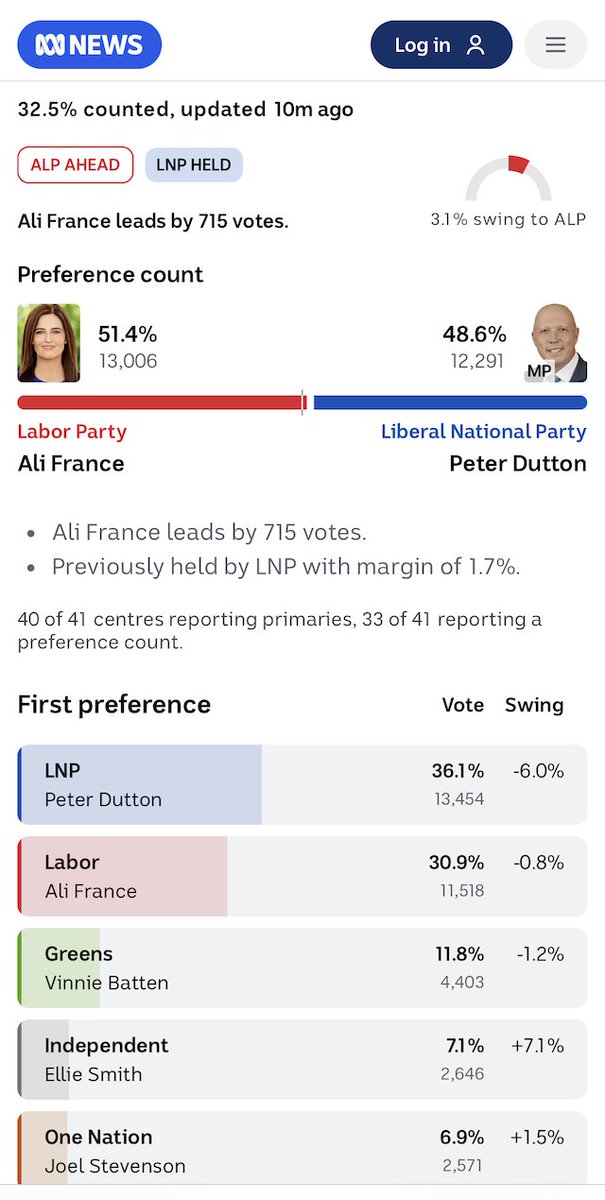 NEWS
Log in
32.5% counted, updated 10m ago
ALP AHEAD
LNP HELD
Ali France leads by 715 votes.
3.1% swing to ALP
Preference count
51.4%
13,006
48.6%
12,291
MP
Labor Party
Liberal National Party
Ali France
Peter Dutton
• Ali France leads by 715 votes.
• Previously held by LNP with margin of 1.7%.
40 of 41 centres reporting primaries, 33 of 41 reporting a
preference count.
First preference Vote Swing
LNP 36.1% -6.0%
Peter Dutton 13,454
Labor 30.9% -0.8%
Ali France 11,518
Greens 11.8% -1.2%
Vinnie Batten 4,403
Independent 7.1% +7.1%
Ellie Smith 2,646
One Nation 6.9% +1.5%
Joel Stevenson 2,571